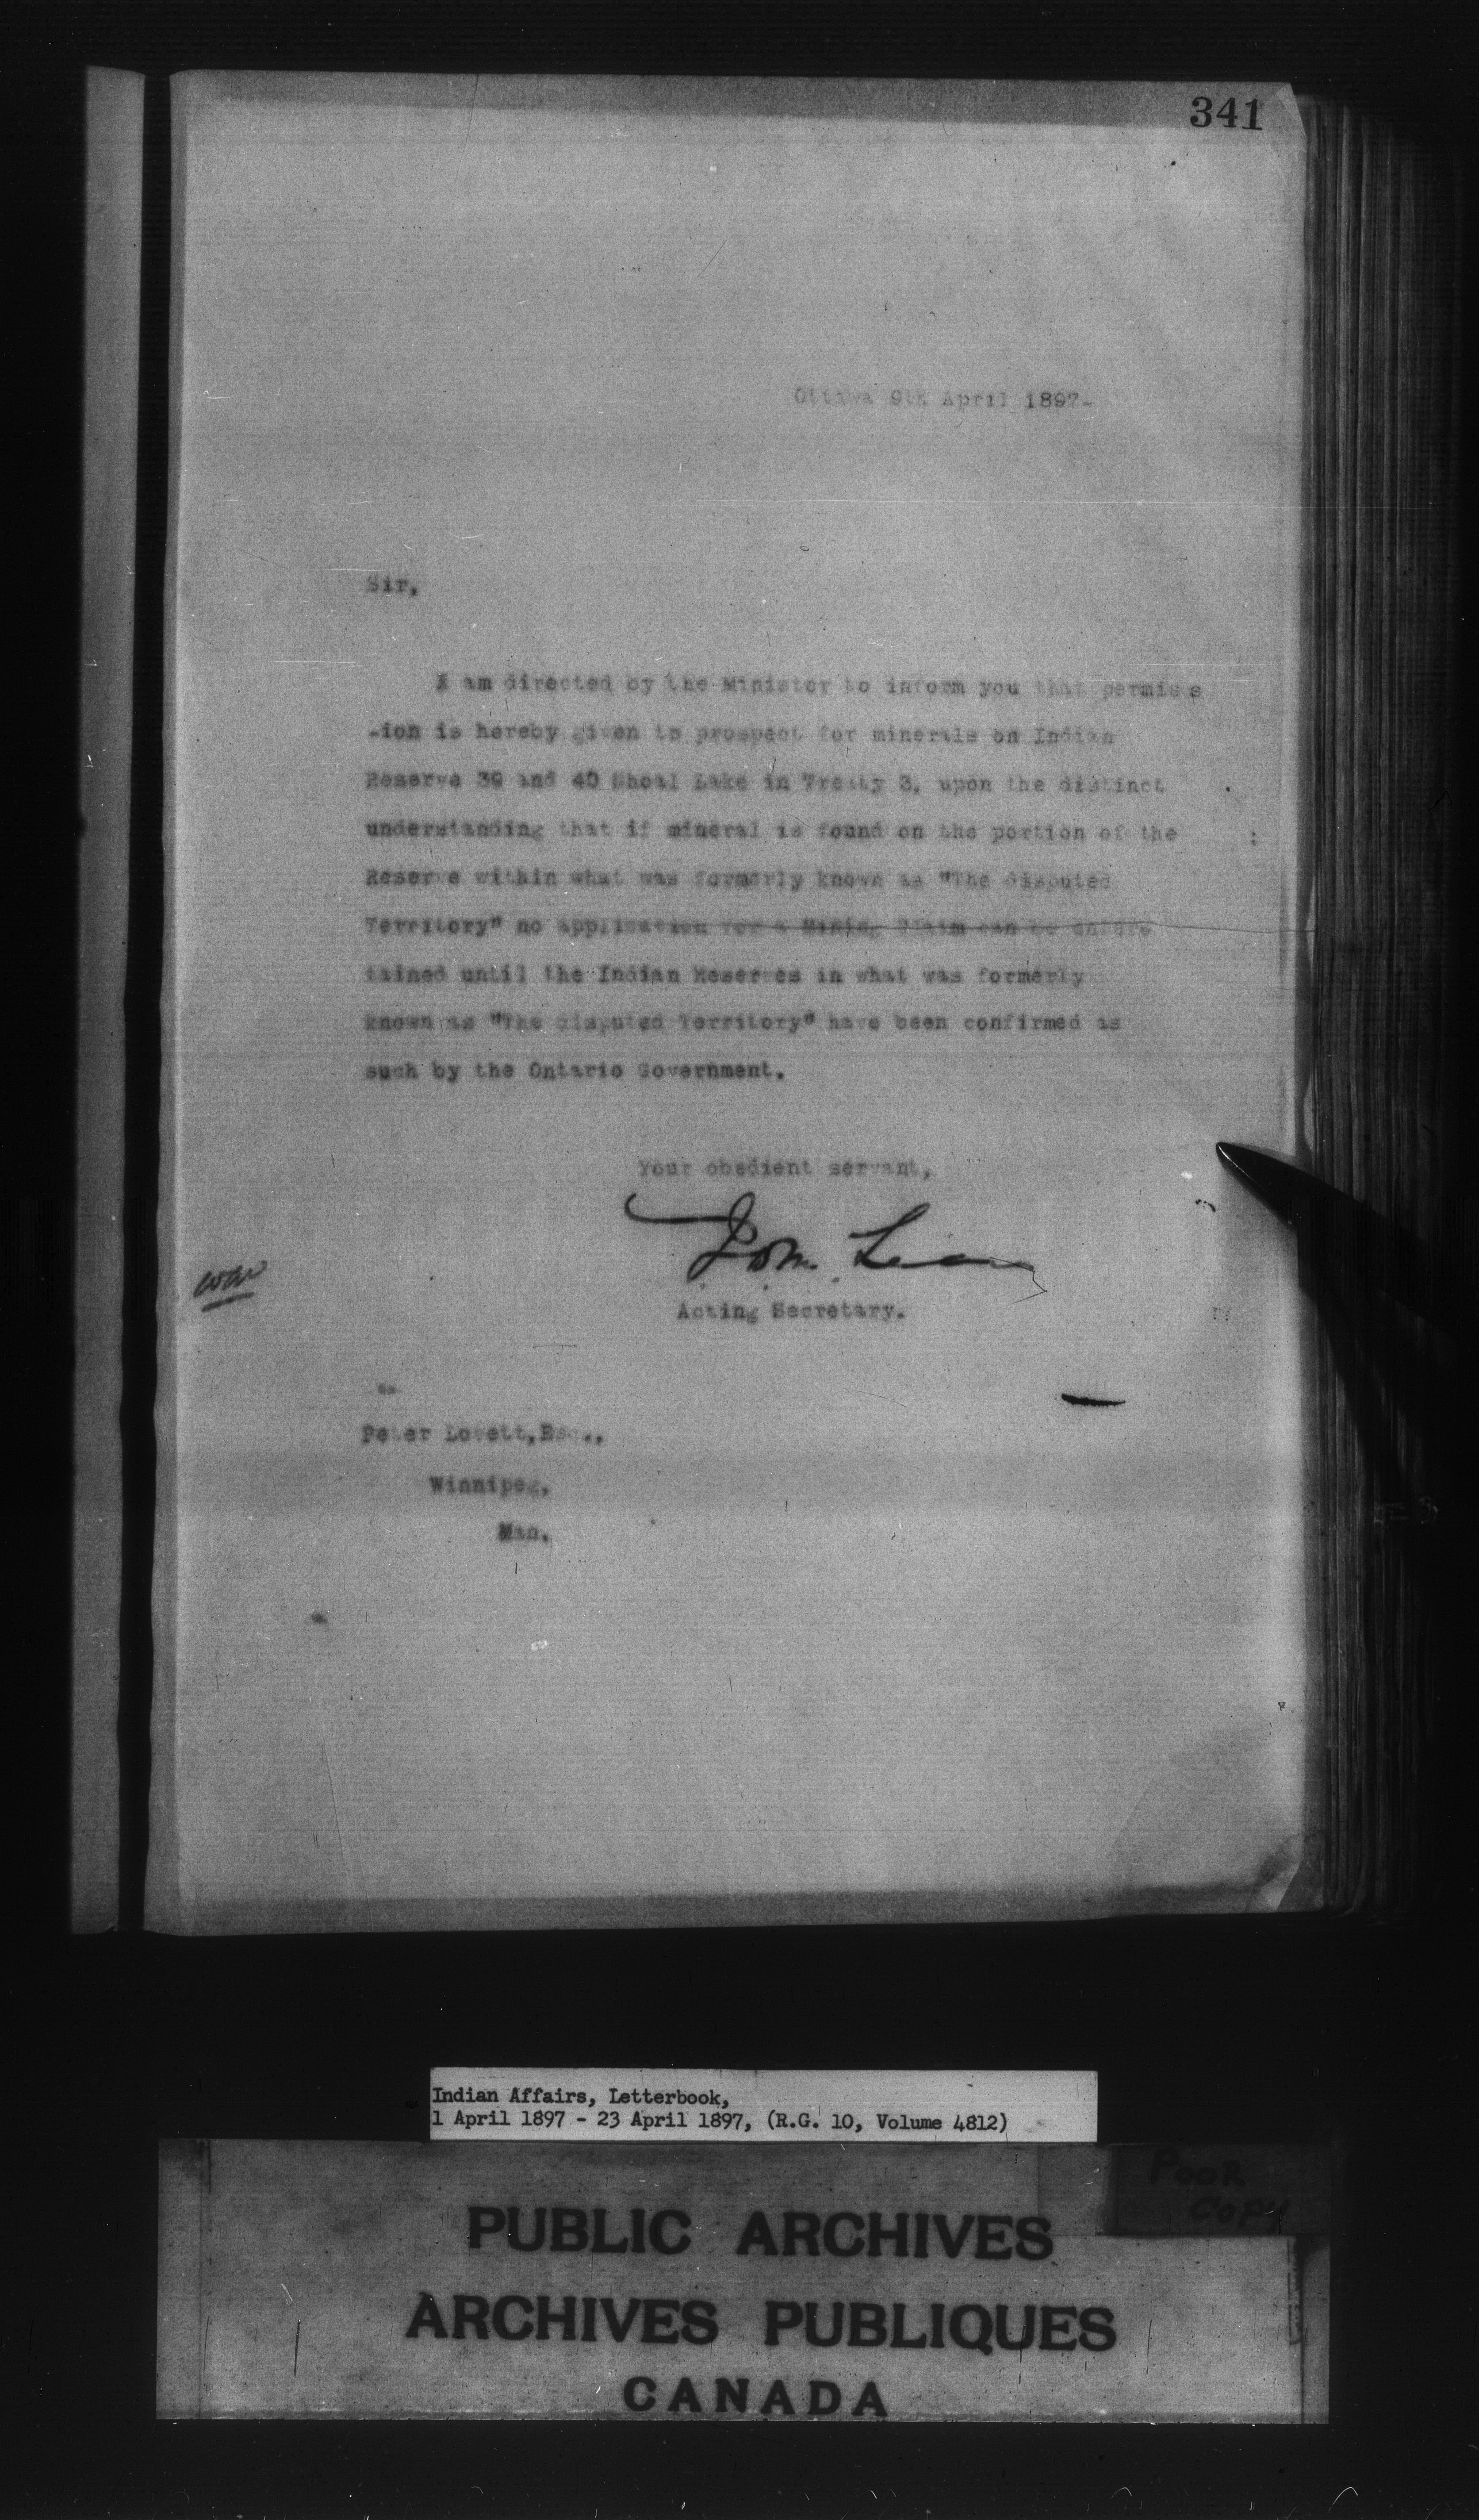 341
Ottawa 9th April 1897-
Sir,
I am directed by the Minister to inform you that permiss
-ion is hereby given to prospect for minerals on Indian
Reserve 39 and 40 Shoal Lake in Treaty 3, upon the distinct
understanding that if mineral is found on the portion of the
Reserve within what was formerly known as "The disputed
Territory" no application for a Mining Claim can be enter-
tained until the Indian Reserves in what was formerly
known as "The disputed Territory" have been confirmed as
such by the Ontario Government.
Your obedient servant,
Acting Secretary.
Peter Lovett, Esq.,
Winnipeg,
Man.
Indian Affairs, Letterbook,
1 April 1897 - 23 April 1897, (R.G. 10, Volume 4812)
POOR
COPY
PUBLIC ARCHIVES
ARCHIVES PUBLIQUES
CANADA